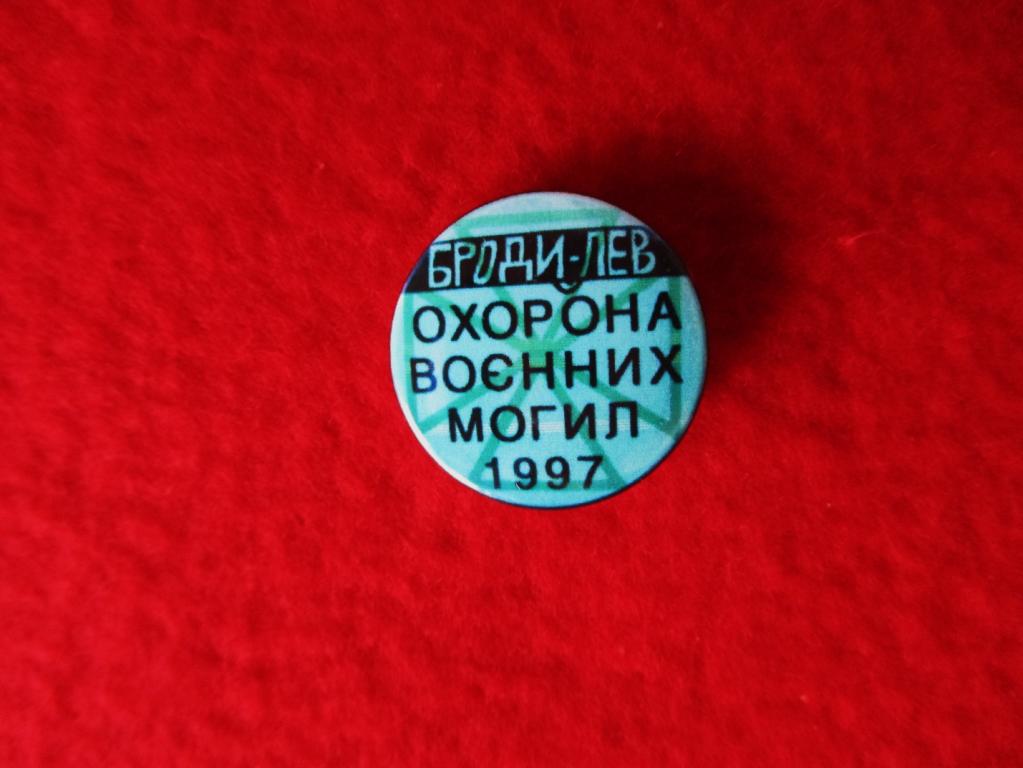 БРОДИ-ЛЕВ
ОХОРОНА
ВОЄННИХ
МОГИЛ
1997